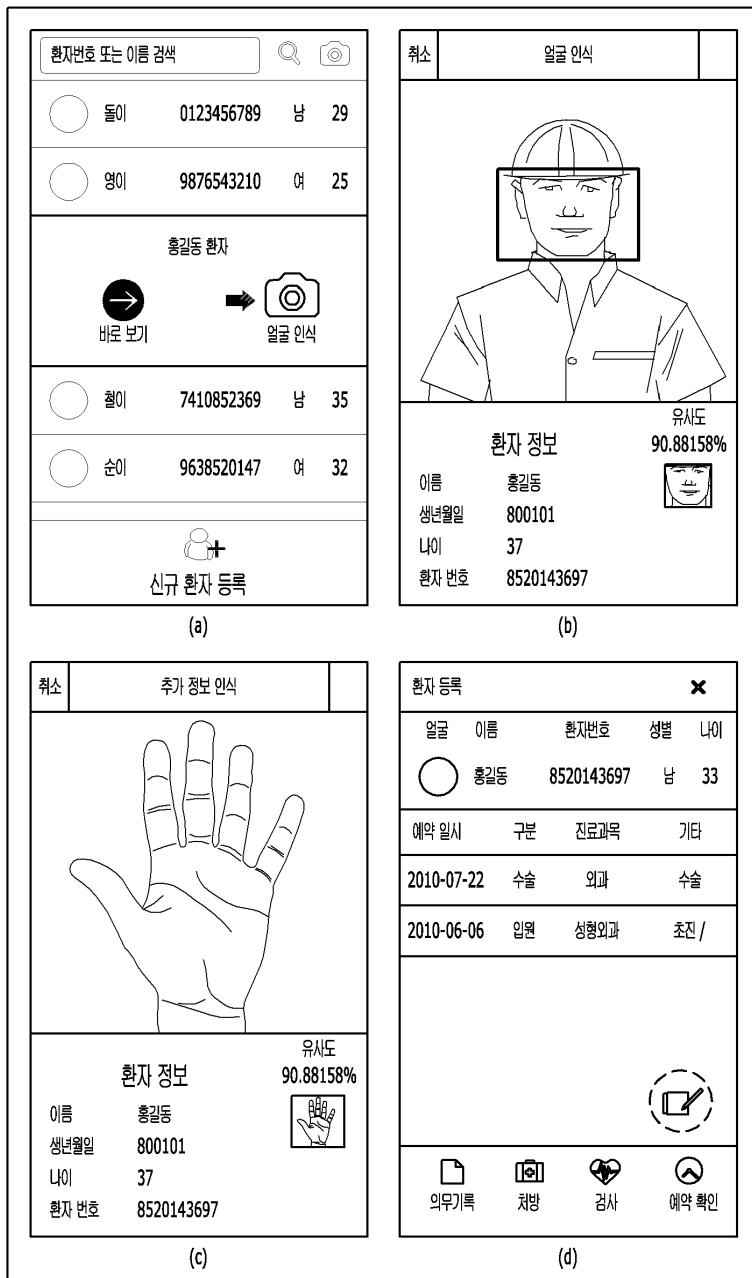 환자번호 또는 이름 검색
돌이 0123456789 남 29
영이 9876543210 여 25
홍길동 환자
바로 보기 얼굴 인식
철이 7410852369 남 35
순이 9638520147 여 32
신규 환자 등록
(a)
취소 얼굴 인식
유사도
환자 정보 90.88158%
이름 홍길동
생년월일 800101
나이 37
환자 번호 8520143697
(b)
취소 추가 정보 인식
유사도
환자 정보 90.88158%
이름 홍길동
생년월일 800101
나이 37
환자 번호 8520143697
(c)
환자 등록
얼굴 이름 환자번호 성별 나이
홍길동 8520143697 남 33
예약 일시 구분 진료과목 기타
2010-07-22 수술 외과 수술
2010-06-06 입원 성형외과 초진 /
의무기록 처방 검사 예약 확인
(d)